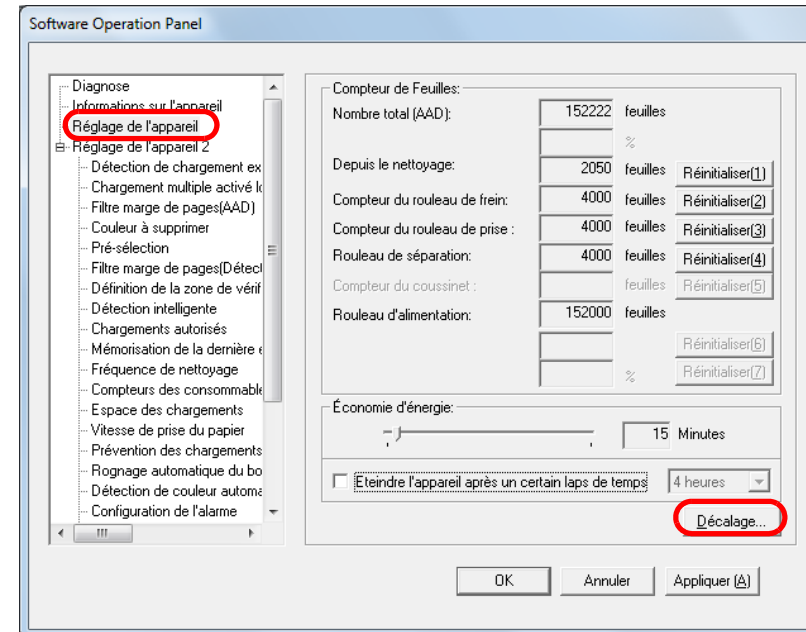 Software Operation Panel
Diagnose
Informations sur l'appareil
Réglage de l'appareil
Réglage de l'appareil 2
Détection de chargement ex
Chargement multiple activé
Filtre marge de pages(AAD)
Couleur à supprimer
Pré-sélection
Filtre marge de pages(Détect
Définition de la zone de vérif
Détection intelligente
Chargements autorisés
Mémorisation de la dernière
Fréquence de nettoyage
Compteurs des consommable
Espace des chargements
Vitesse de prise du papier
Prévention des chargements
Rognage automatique du bo
Détection de couleur automa
Configuration de l'alarme
Compteur de Feuilles:
Nombre total (AAD): 152222 feuilles
%
Depuis le nettoyage: 2050 feuilles Réinitialiser(1)
Compteur du rouleau de frein: 4000 feuilles Réinitialiser(2)
Compteur du rouleau de prise : 4000 feuilles Réinitialiser(3)
Rouleau de séparation: 4000 feuilles Réinitialiser(4)
Compteur du coussinet : feuilles Réinitialiser(5)
Rouleau d'alimentation: 152000 feuilles
Réinitialiser(6)
% Réinitialiser(7)
Économie d'énergie:
15 Minutes
Eteindre l'appareil après un certain laps de temps 4 heures
Décalage...
OK Annuler Appliquer (A)